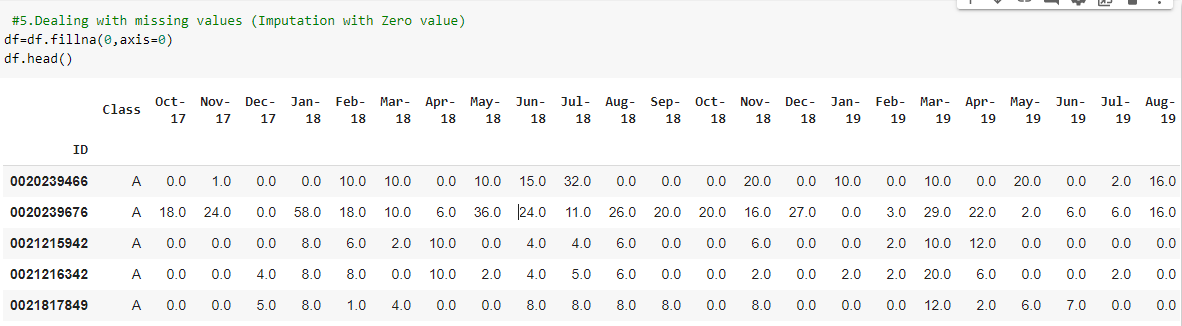 #5.Dealing with missing values (Imputation with Zero value)
df=df.fillna(0,axis=0)
df.head()
Class Oct-17 Nov-17 Dec-17 Jan-18 Feb-18 Mar-18 Apr-18 May-18 Jun-18 Jul-18 Aug-18 Sep-18 Oct-18 Nov-18 Dec-18 Jan-19 Feb-19 Mar-19 Apr-19 May-19 Jun-19 Jul-19 Aug-19
ID
0020239466 A 0.0 1.0 0.0 0.0 10.0 10.0 0.0 10.0 15.0 32.0 0.0 0.0 0.0 20.0 0.0 10.0 0.0 10.0 0.0 20.0 0.0 2.0 16.0
0020239676 A 18.0 24.0 0.0 58.0 18.0 10.0 6.0 36.0 24.0 11.0 26.0 20.0 20.0 16.0 27.0 0.0 3.0 29.0 22.0 2.0 6.0 6.0 16.0
0021215942 A 0.0 0.0 0.0 8.0 6.0 2.0 10.0 0.0 4.0 4.0 6.0 0.0 0.0 6.0 0.0 0.0 2.0 10.0 12.0 0.0 0.0 0.0 0.0
0021216342 A 0.0 0.0 4.0 8.0 8.0 0.0 10.0 2.0 4.0 5.0 6.0 0.0 0.0 2.0 0.0 2.0 2.0 20.0 6.0 0.0 0.0 2.0 0.0
0021817849 A 0.0 0.0 5.0 8.0 1.0 4.0 0.0 0.0 8.0 8.0 8.0 8.0 0.0 8.0 0.0 0.0 0.0 12.0 2.0 6.0 7.0 0.0 0.0